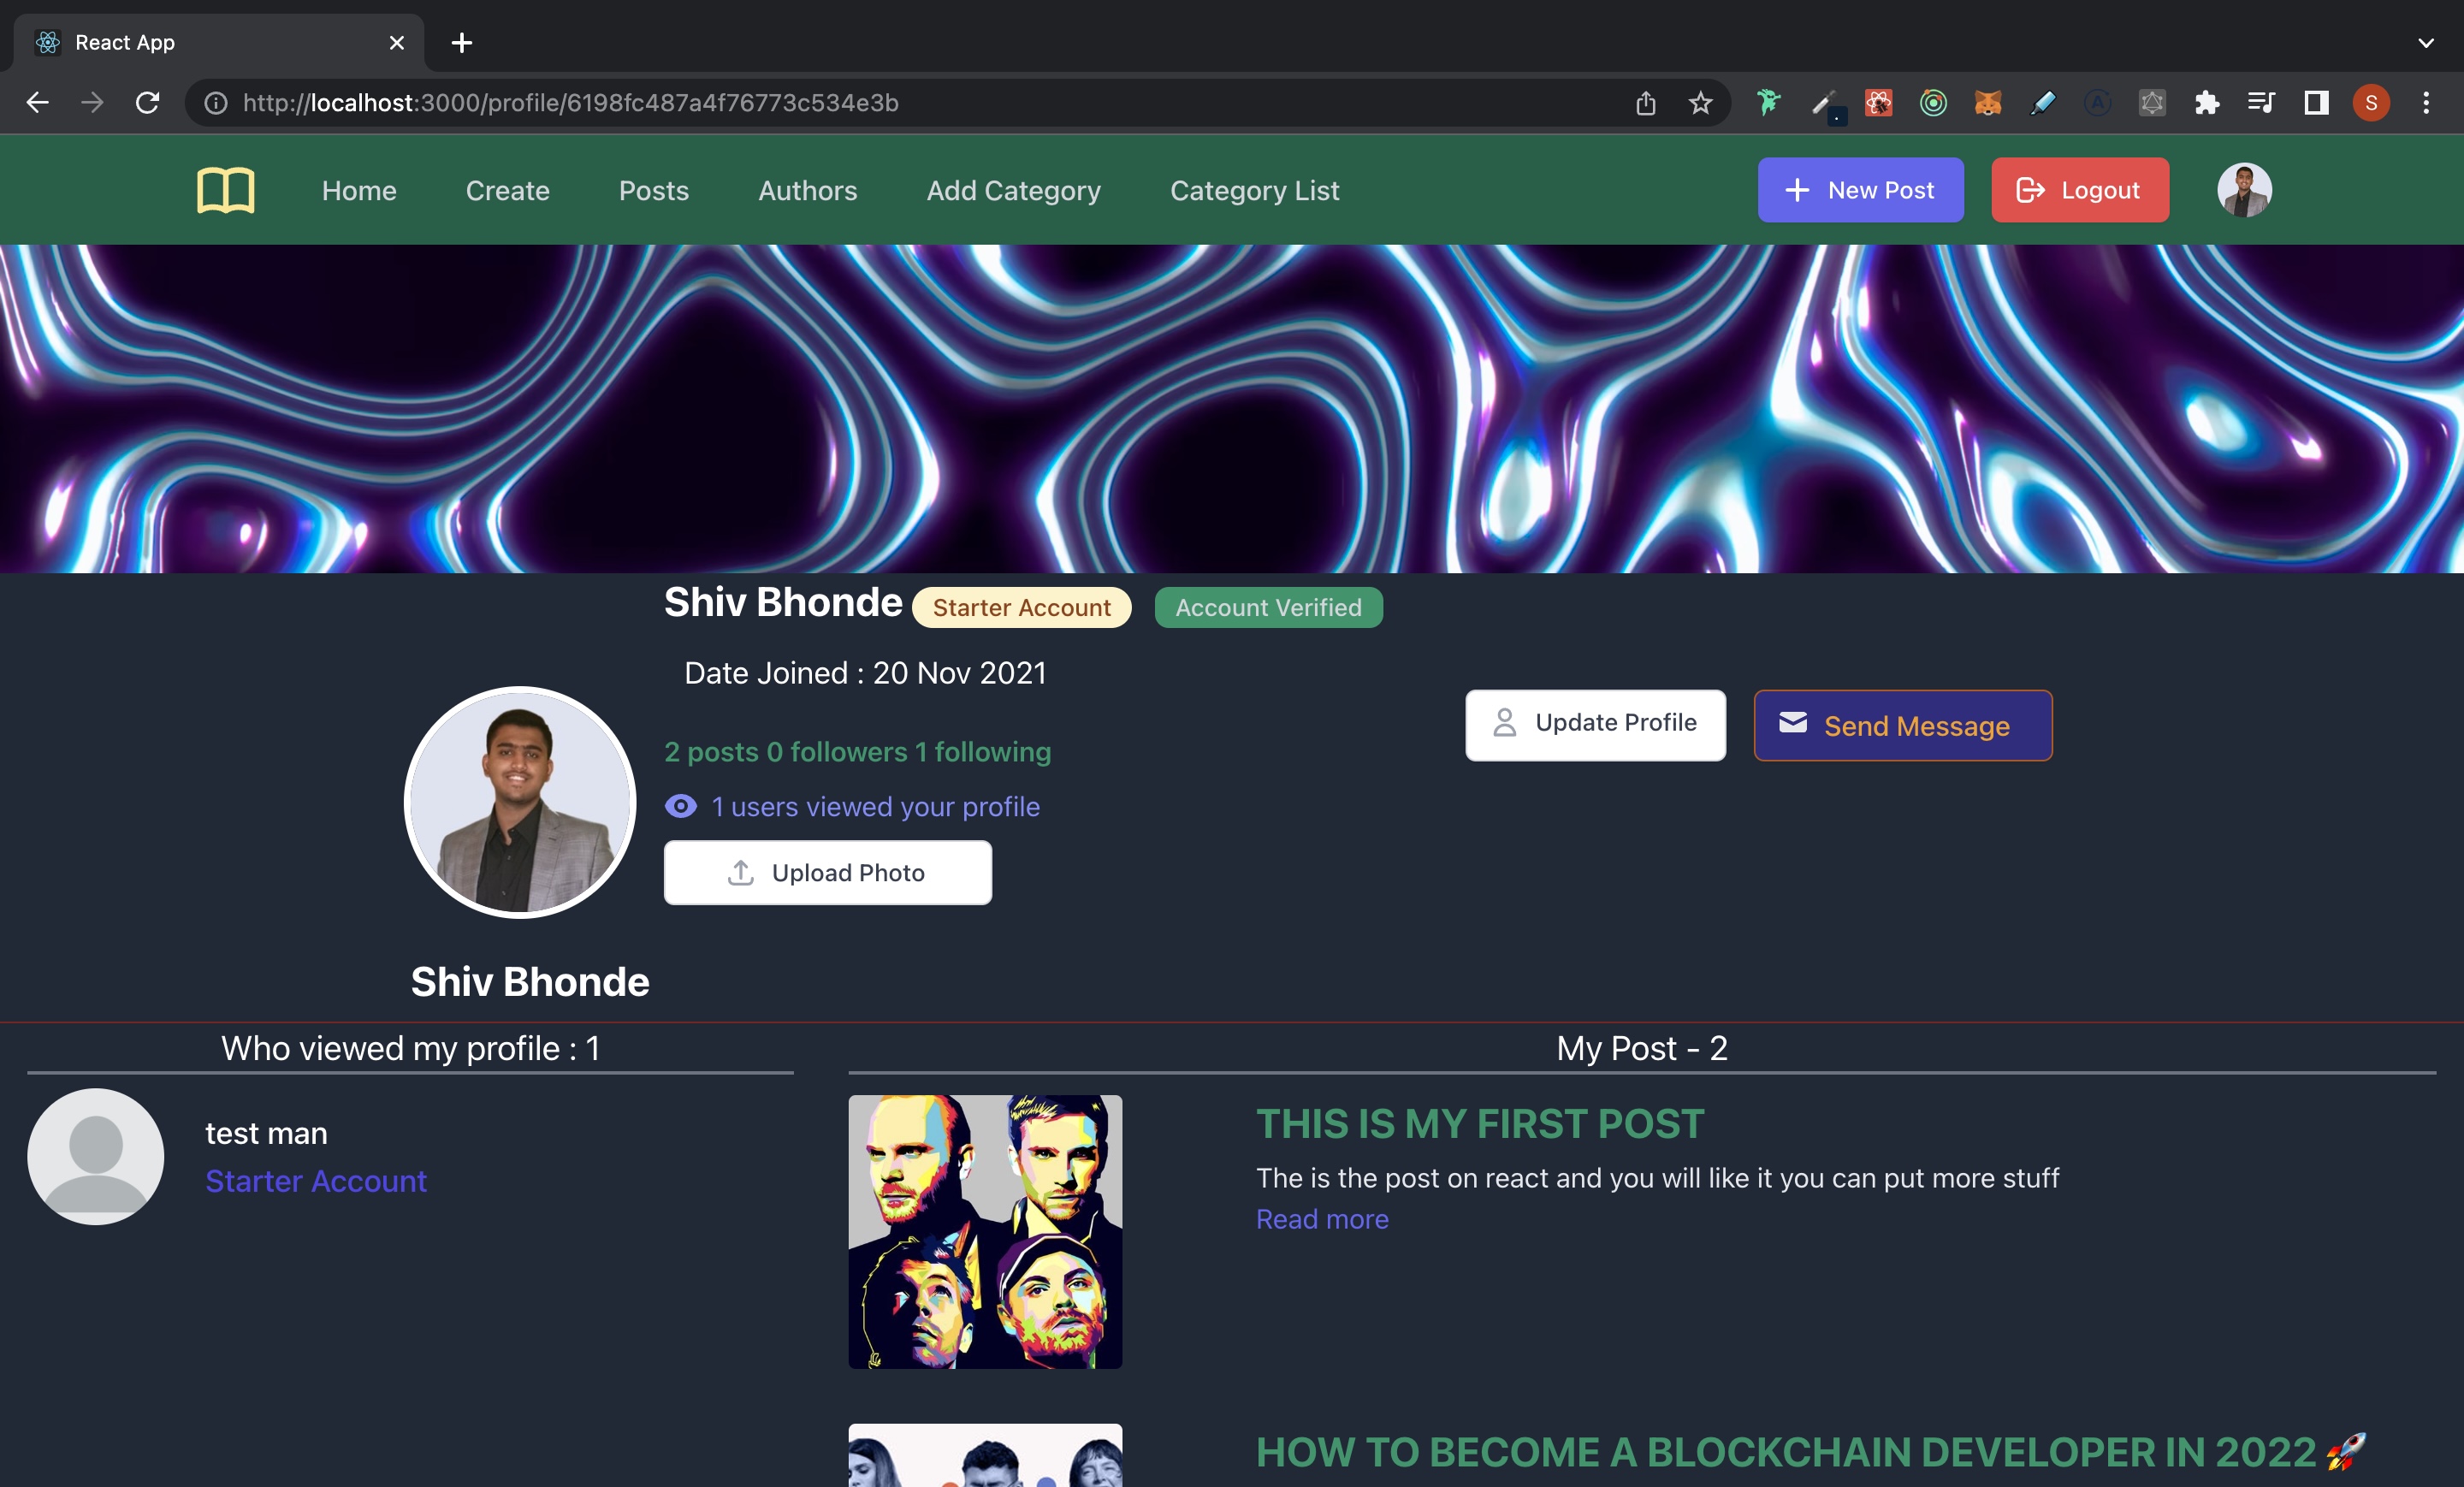 React App
http://localhost:3000/profile/6198fc487a4f76773c534e3b
S
Home Create Posts Authors Add Category Category List New Post Logout
Shiv Bhonde Starter Account Account Verified
Date Joined : 20 Nov 2021
2 posts 0 followers 1 following
1 users viewed your profile
Upload Photo
Update Profile Send Message
Shiv Bhonde
Who viewed my profile : 1
test man
Starter Account
My Post - 2
THIS IS MY FIRST POST
The is the post on react and you will like it you can put more stuff
Read more
HOW TO BECOME A BLOCKCHAIN DEVELOPER IN 2022 🚀